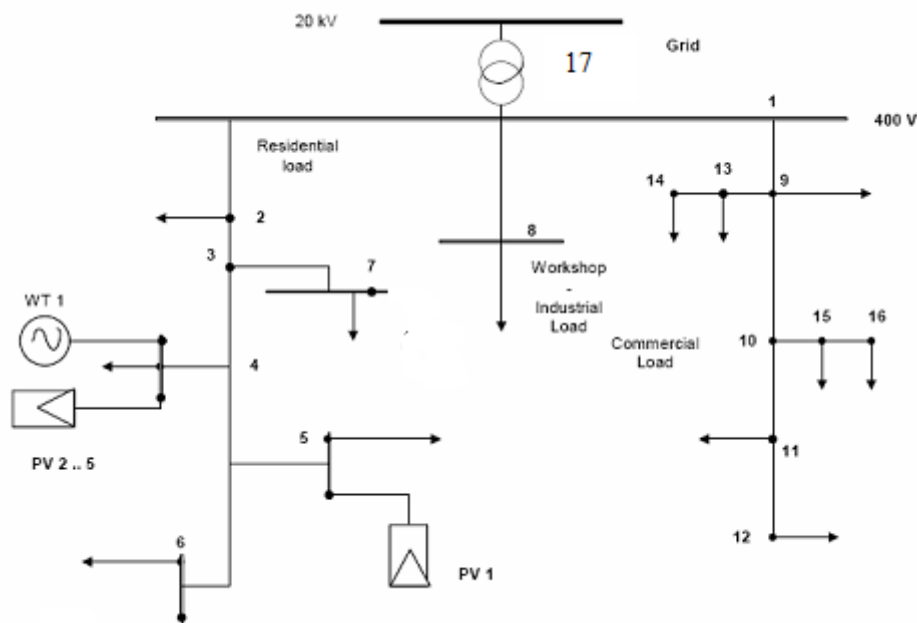 20 kV
17
Grid
1
400 V
Residential
load
14
13
9
2
8
3
7
Workshop
-
Industrial
Load
WT 1
Commercial
Load
10
15
16
4
5
11
PV 2 .. 5
12
6
PV 1